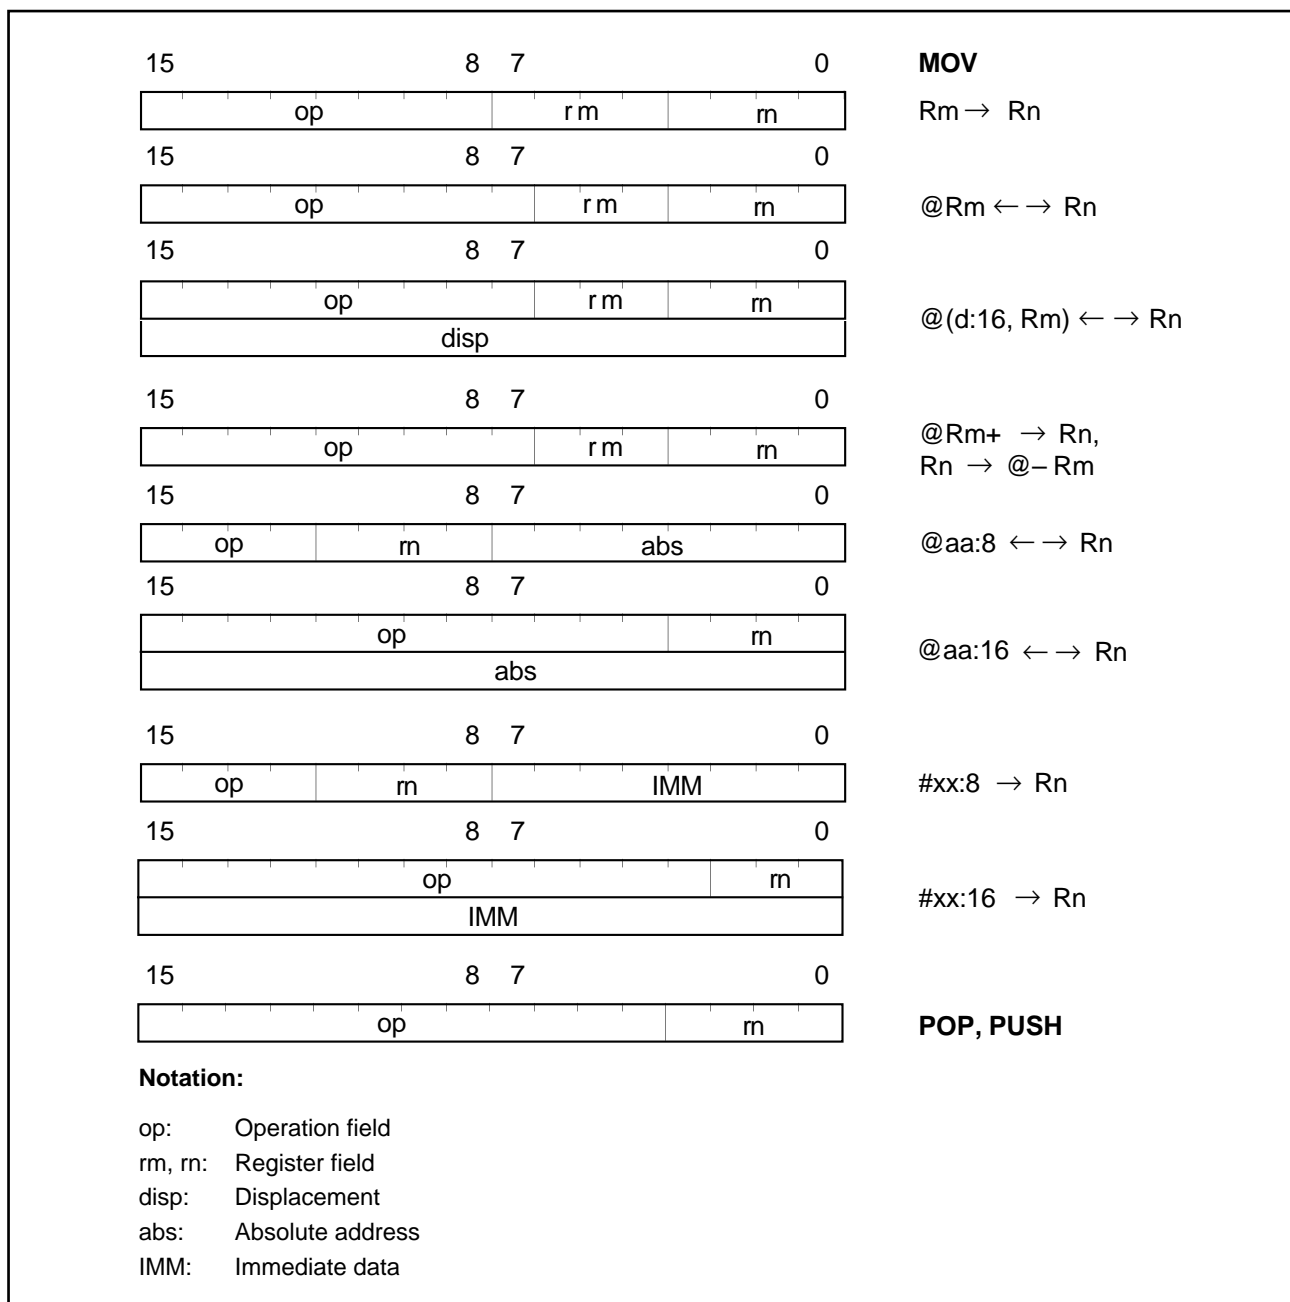 15 8 7 0 MOV
op rm rn Rm → Rn
15 8 7 0
op rm rn @Rm ← → Rn
15 8 7 0
op rm rn
@(d:16, Rm) ← → Rn
disp
15 8 7 0
@Rm+ → Rn,
op rm rn
Rn → @– Rm
15 8 7 0
op rn abs @aa:8 ← → Rn
15 8 7 0
op rn
@aa:16 ← → Rn
abs
15 8 7 0
op rn IMM #xx:8 → Rn
15 8 7 0
op rn
#xx:16 → Rn
IMM
15 8 7 0
op rn POP, PUSH
Notation:
op: Operation field
rm, rn: Register field
disp: Displacement
abs: Absolute address
IMM: Immediate data